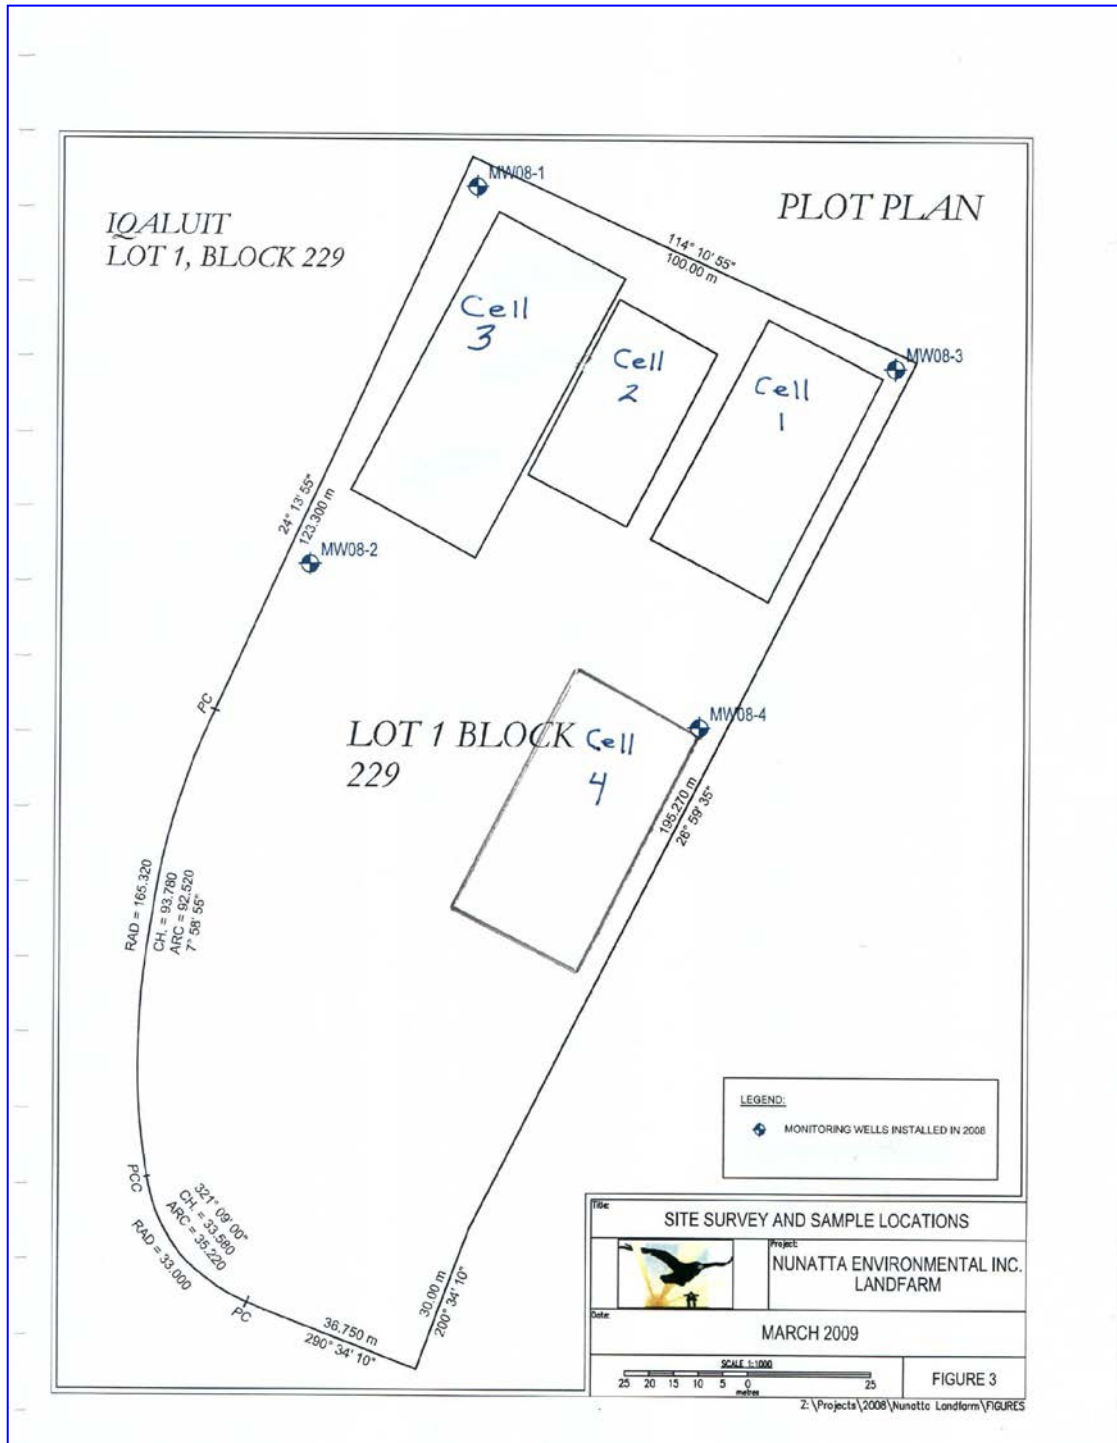 IQALUIT
LOT 1, BLOCK 229
PLOT PLAN
MW08-1
114° 10' 55"
100.00 m
MW08-3
Cell
3
Cell
2
Cell
1
24° 13' 55"
123.300 m
MW08-2
PC
LOT 1 BLOCK
229
Cell
4
MW08-4
195.270 m
26° 59' 35"
RAD = 165.320
CH. = 93.780
ARC = 92.520
7° 58' 55"
PCC
321° 09' 00"
CH. = 33.580
ARC = 35.220
RAD = 33.000
PC
36.750 m
290° 34' 10"
30.00 m
200° 34' 10"
LEGEND:
MONITORING WELLS INSTALLED IN 2008
Title:
SITE SURVEY AND SAMPLE LOCATIONS
Project:
NUNATTA ENVIRONMENTAL INC.
LANDFARM
Date:
MARCH 2009
SCALE 1:1000
25 20 15 10 5 0 25
metres
FIGURE 3
Z:\Projects\2008\Nunatta Landfarm\FIGURES